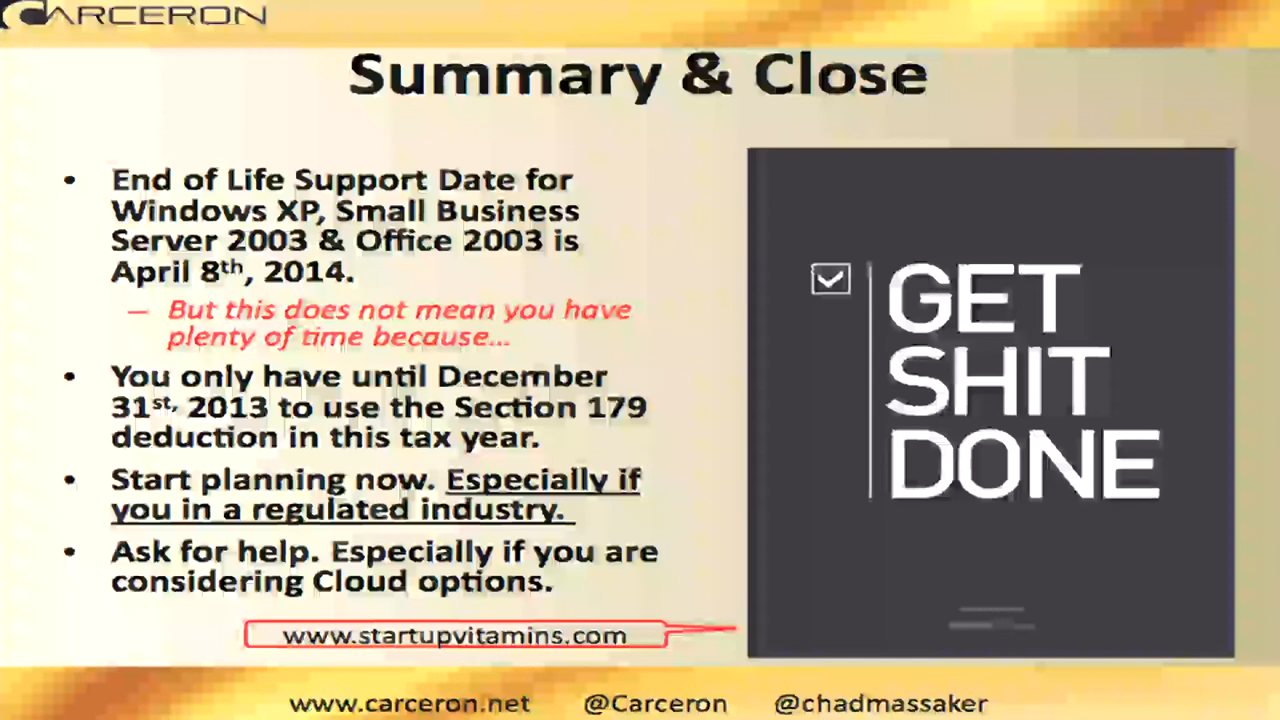 CARCERON
Summary & Close
• End of Life Support Date for
Windows XP, Small Business
Server 2003 & Office 2003 is
April 8th, 2014.
– But this does not mean you have
plenty of time because...
• You only have until December
31st, 2013 to use the Section 179
deduction in this tax year.
• Start planning now. Especially if
you in a regulated industry.
• Ask for help. Especially if you are
considering Cloud options.
www.startupvitamins.com
GET
SHIT
DONE
www.carceron.net @Carceron @chadmassaker